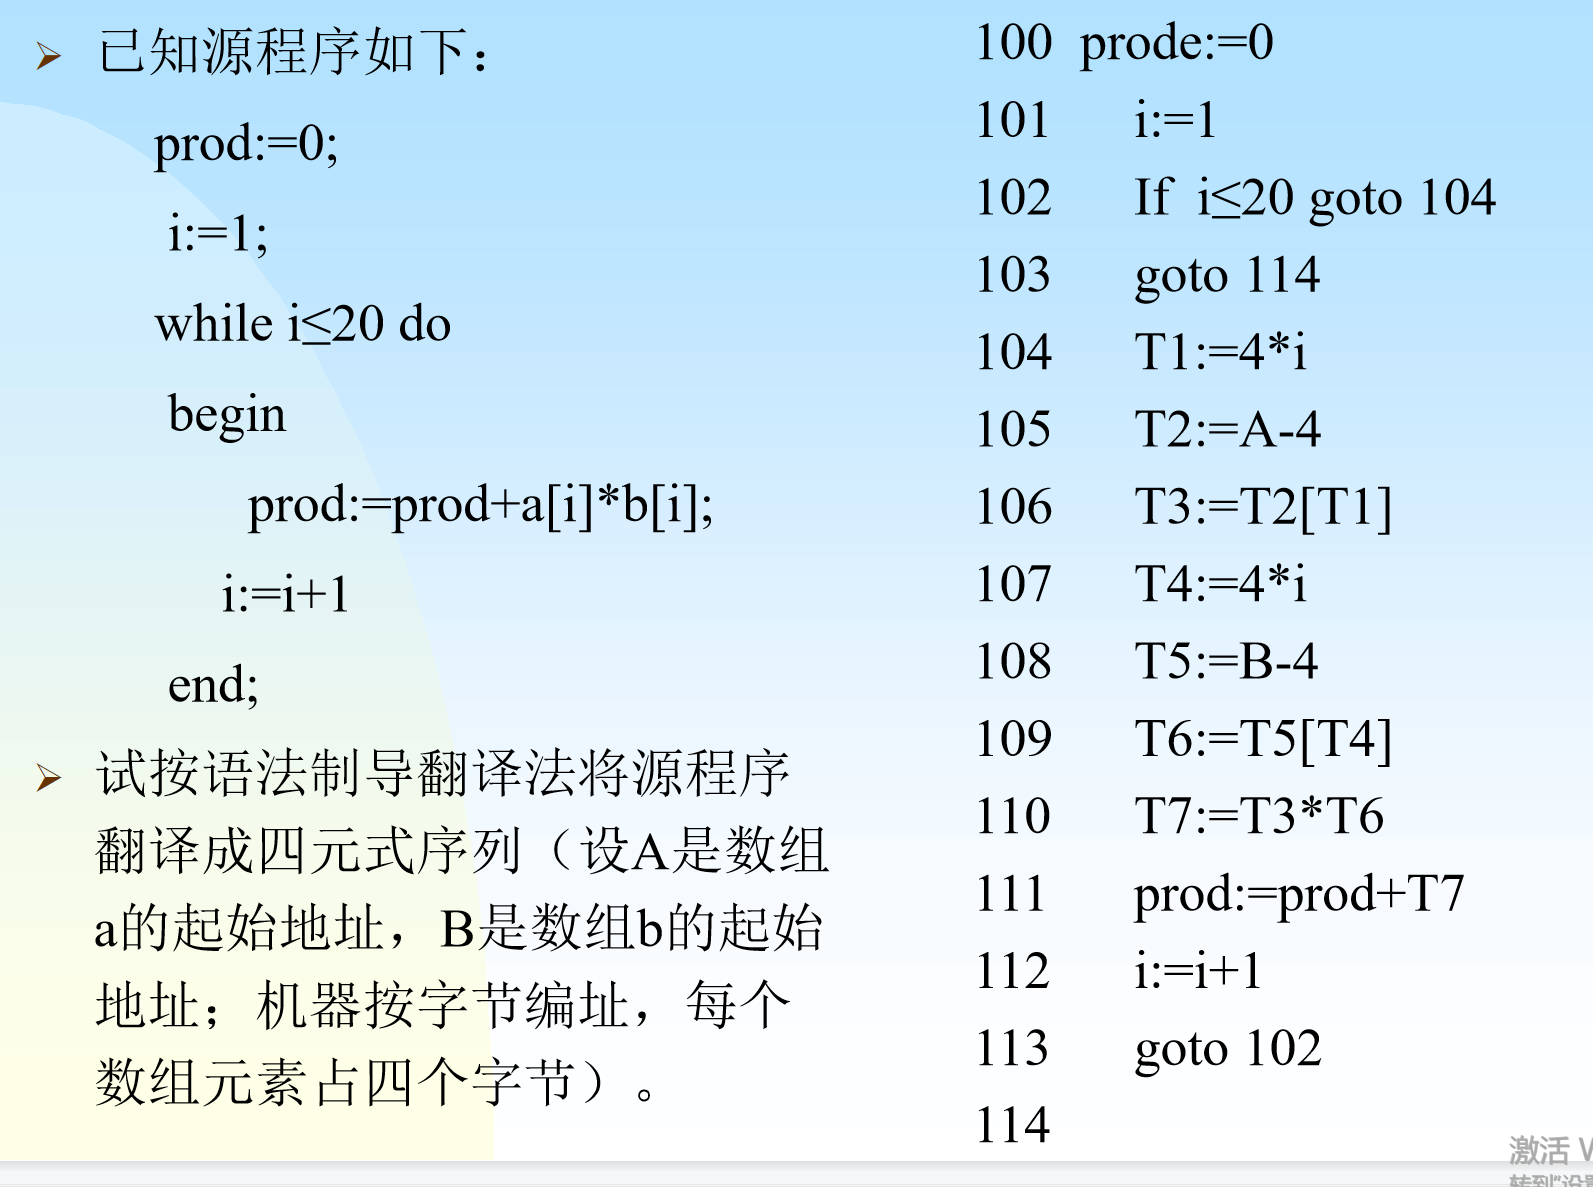 已知源程序如下：
prod:=0;
i:=1;
while i≤20 do
begin
prod:=prod+a[i]*b[i];
i:=i+1
end;
试按语法制导翻译法将源程序
翻译成四元式序列（设A是数组
a的起始地址，B是数组b的起始
地址；机器按字节编址，每个
数组元素占四个字节）。
100 prode:=0
101 i:=1
102 If i≤20 goto 104
103 goto 114
104 T1:=4*i
105 T2:=A-4
106 T3:=T2[T1]
107 T4:=4*i
108 T5:=B-4
109 T6:=T5[T4]
110 T7:=T3*T6
111 prod:=prod+T7
112 i:=i+1
113 goto 102
114
激活
转到"设